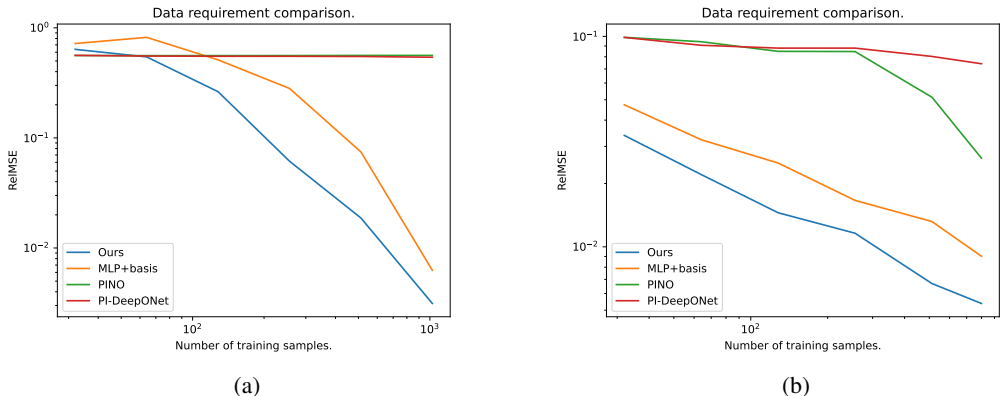 Data requirement comparison.
10⁰
10⁻¹
10⁻²
RelMSE
Ours
MLP+basis
PINO
PI-DeepONet
10²
10³
Number of training samples.
(a)
Data requirement comparison.
10⁻¹
10⁻²
RelMSE
Ours
MLP+basis
PINO
PI-DeepONet
10²
Number of training samples.
(b)